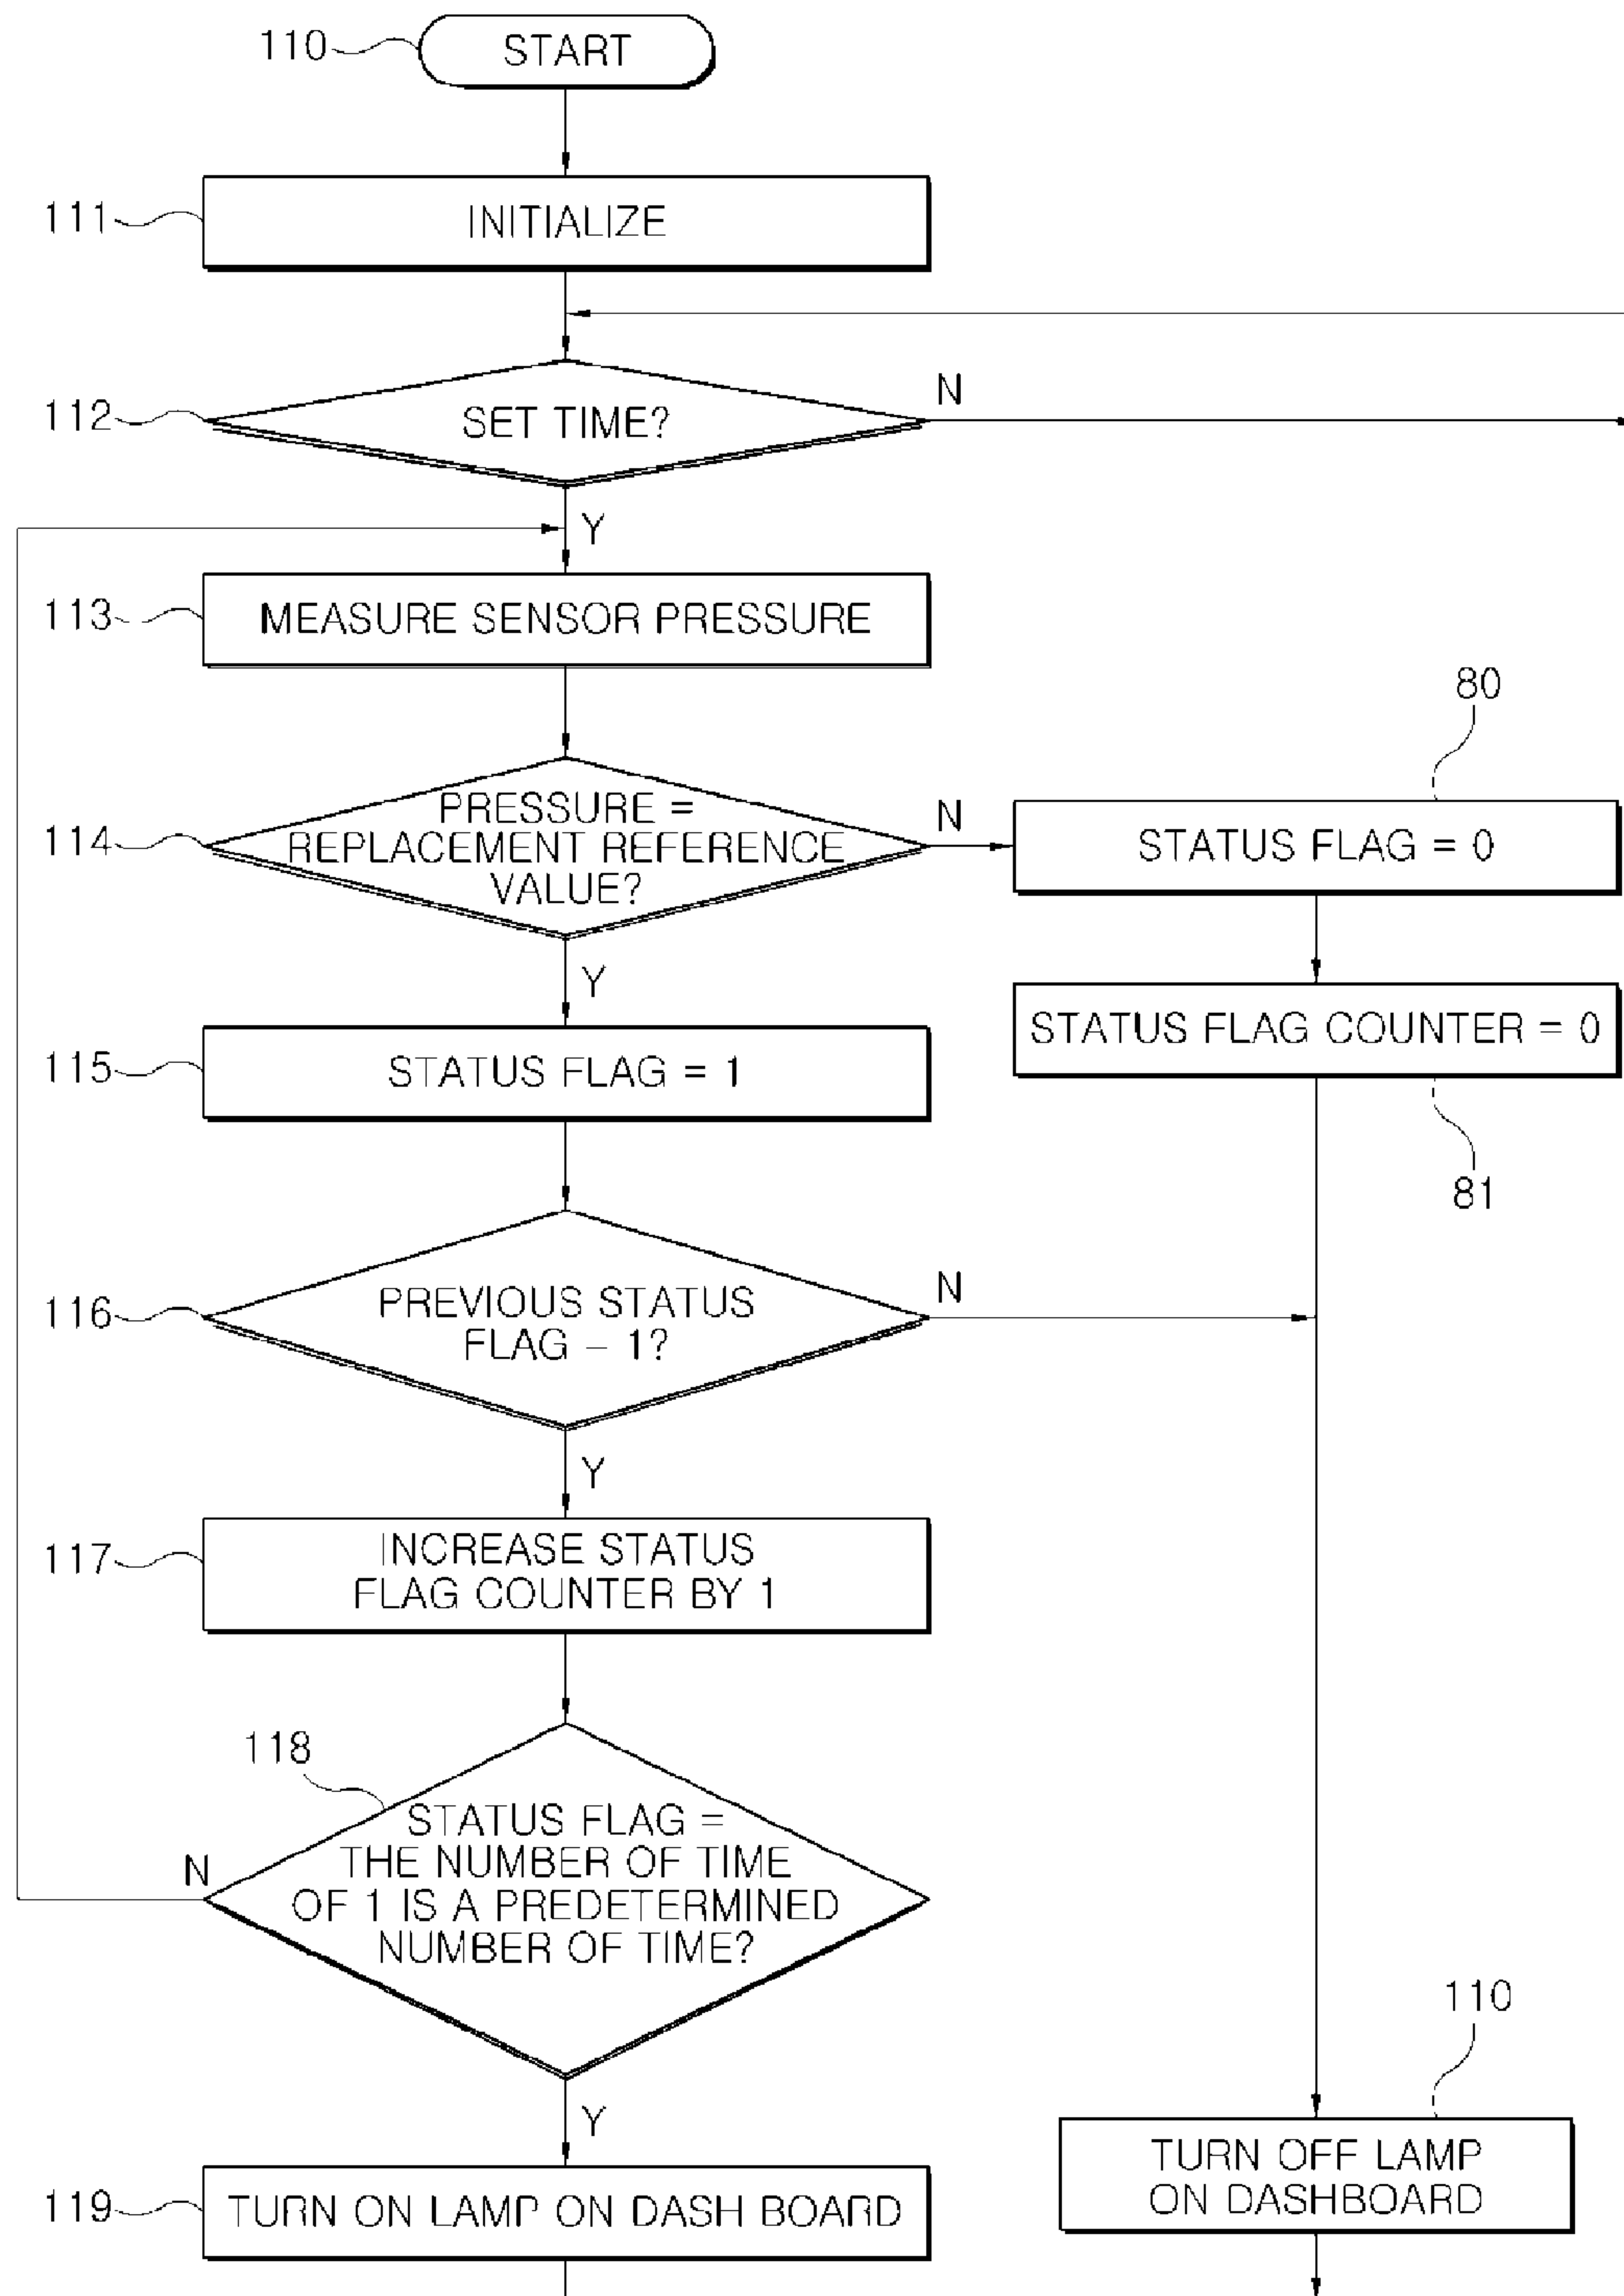 110
START
111
INITIALIZE
112
SET TIME?
N
Y
113
MEASURE SENSOR PRESSURE
80
114
PRESSURE =
REPLACEMENT REFERENCE
VALUE?
N
STATUS FLAG = 0
Y
STATUS FLAG COUNTER = 0
115
STATUS FLAG = 1
81
116
PREVIOUS STATUS
FLAG – 1?
N
Y
117
INCREASE STATUS
FLAG COUNTER BY 1
118
STATUS FLAG =
THE NUMBER OF TIME
OF 1 IS A PREDETERMINED
NUMBER OF TIME?
N
Y
110
TURN OFF LAMP
ON DASHBOARD
119
TURN ON LAMP ON DASH BOARD